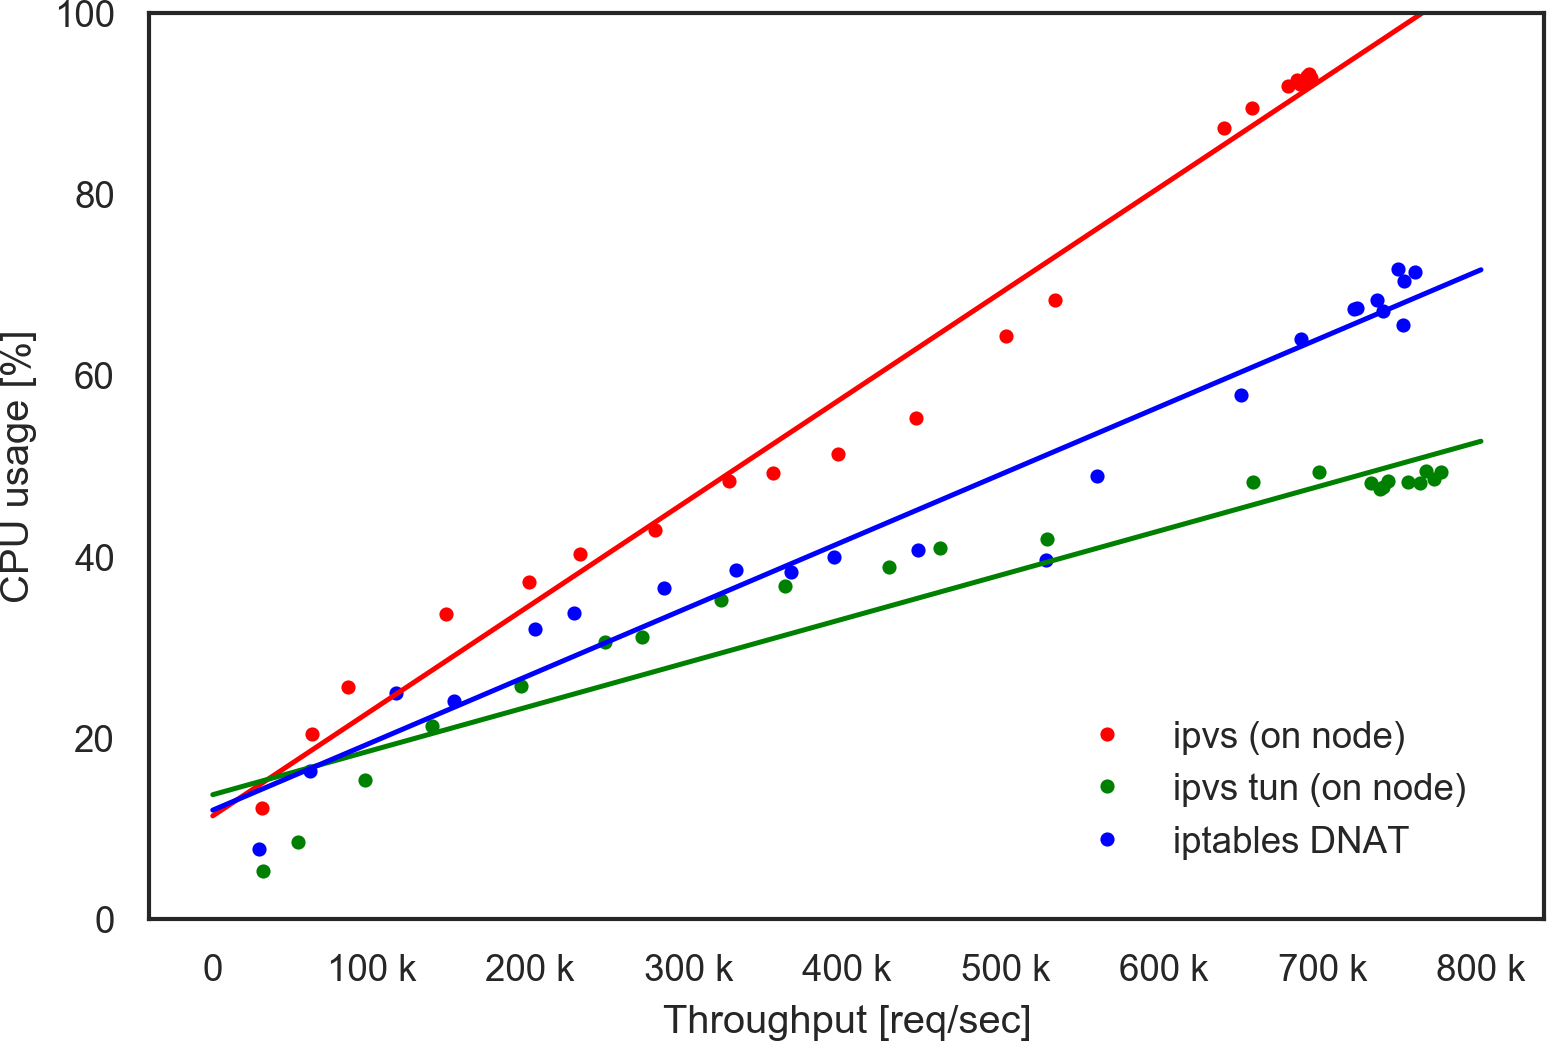 100
80
60
40
20
0
CPU usage [%]
ipvs (on node)
ipvs tun (on node)
iptables DNAT
0 100 k 200 k 300 k 400 k 500 k 600 k 700 k 800 k
Throughput [req/sec]